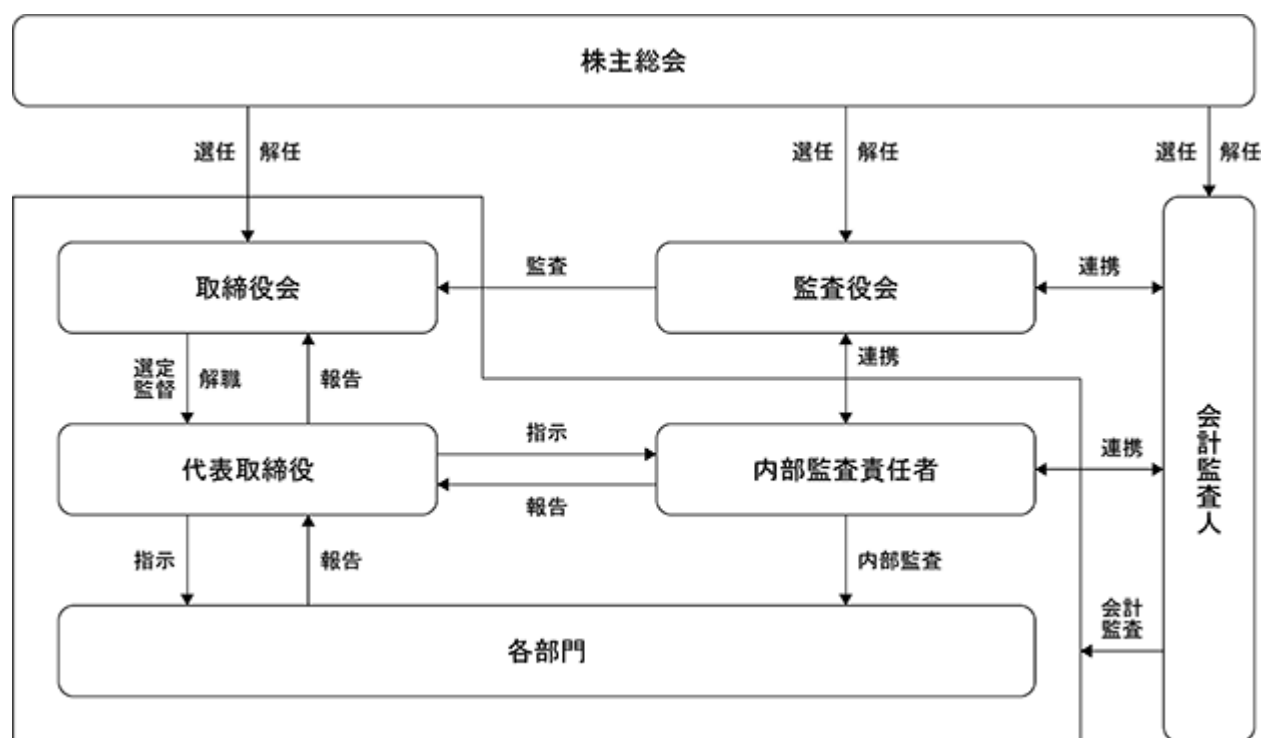 株主総会
選任
解任
選任
解任
選任
解任
取締役会
監査
監査役会
連携
選定
監督
解職
報告
連携
代表取締役
指示
報告
内部監査責任者
連携
会計監査人
指示
報告
内部監査
会計
監査
各部門